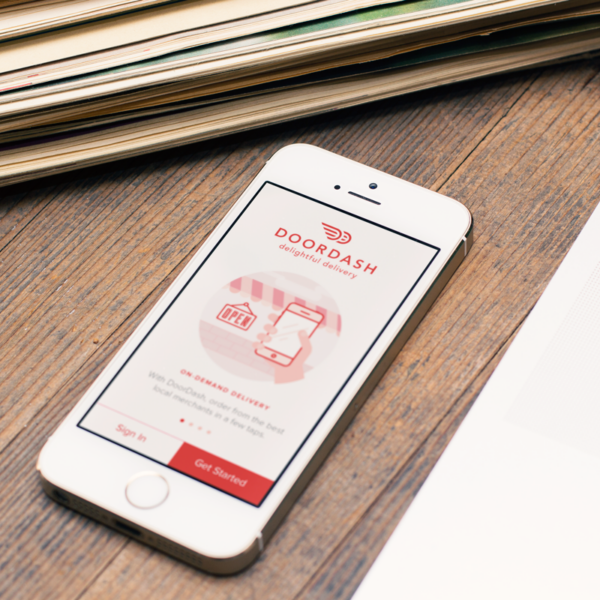 DOORDASH
delightful delivery
OPEN
ON-DEMAND DELIVERY
With DoorDash, order from the best
local merchants in a few taps
Sign In
Get Started